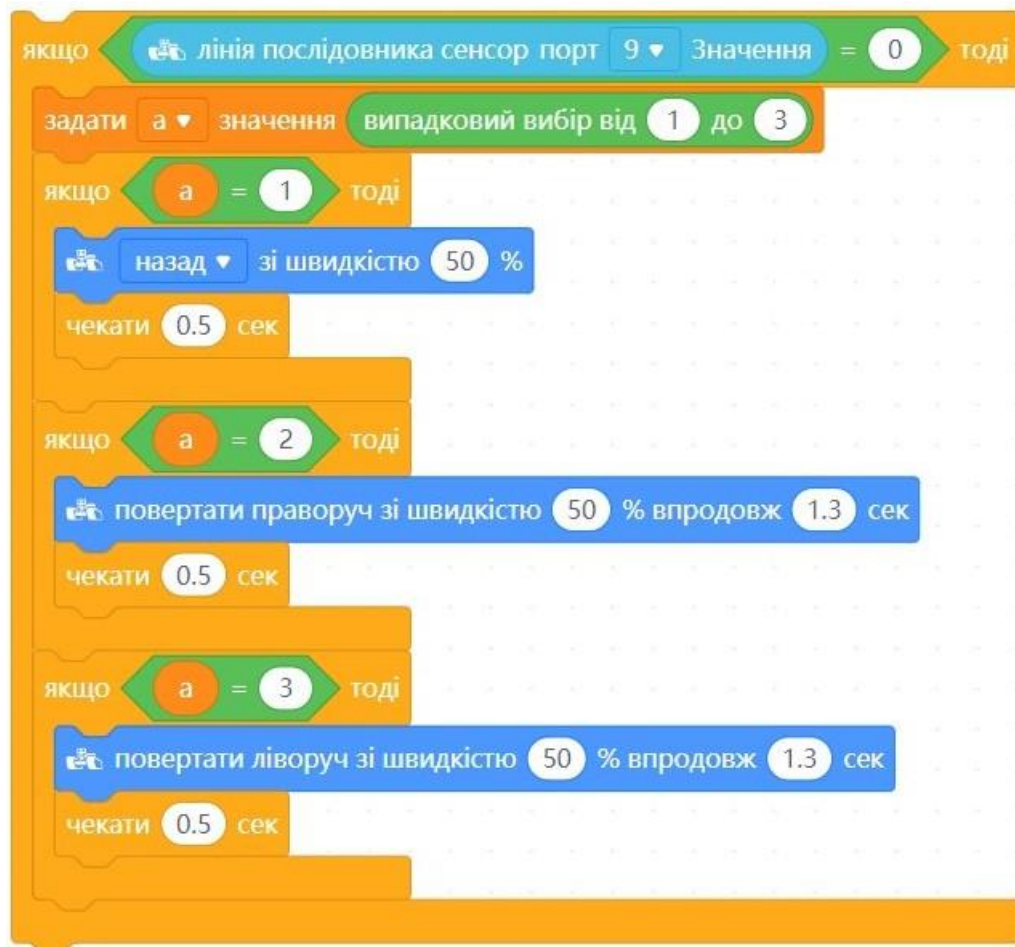 якщо лінія послідовника сенсор порт 9 Значення = 0 тоді
задати a значення випадковий вибір від 1 до 3
якщо a = 1 тоді
назад зі швидкістю 50 %
чекати 0.5 сек
якщо a = 2 тоді
повертати праворуч зі швидкістю 50 % впродовж 1.3 сек
чекати 0.5 сек
якщо a = 3 тоді
повертати ліворуч зі швидкістю 50 % впродовж 1.3 сек
чекати 0.5 сек